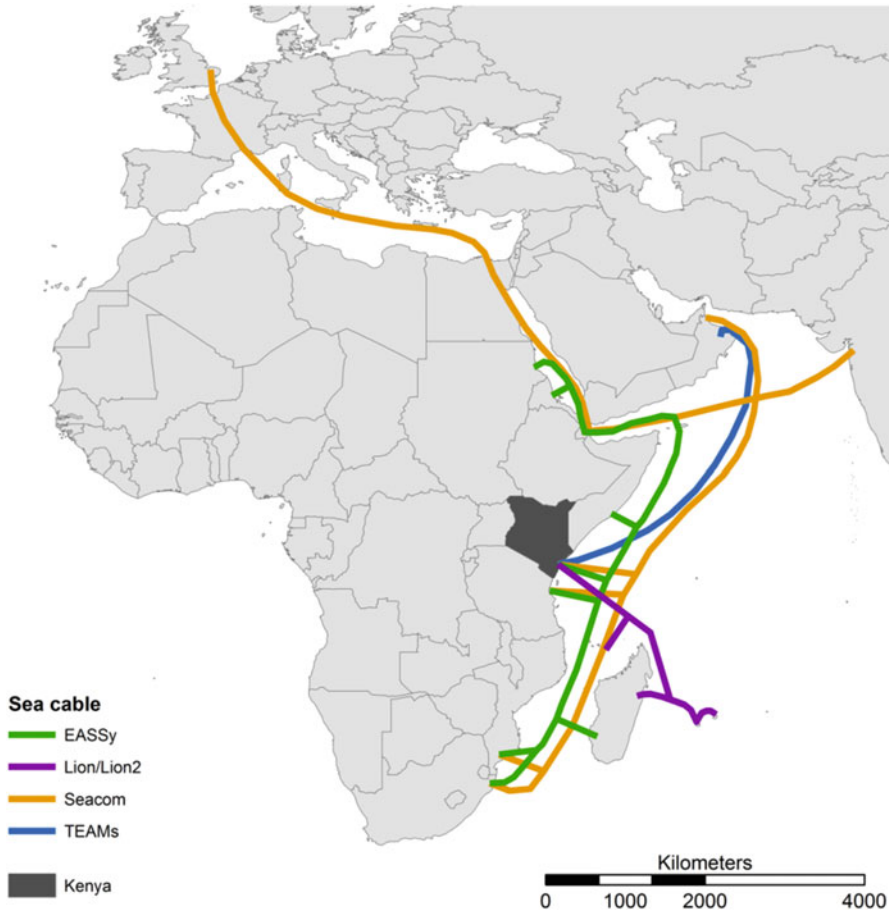 Sea cable
EASSy
Lion/Lion2
Seacom
TEAMs
Kenya
Kilometers
0 1000 2000 4000